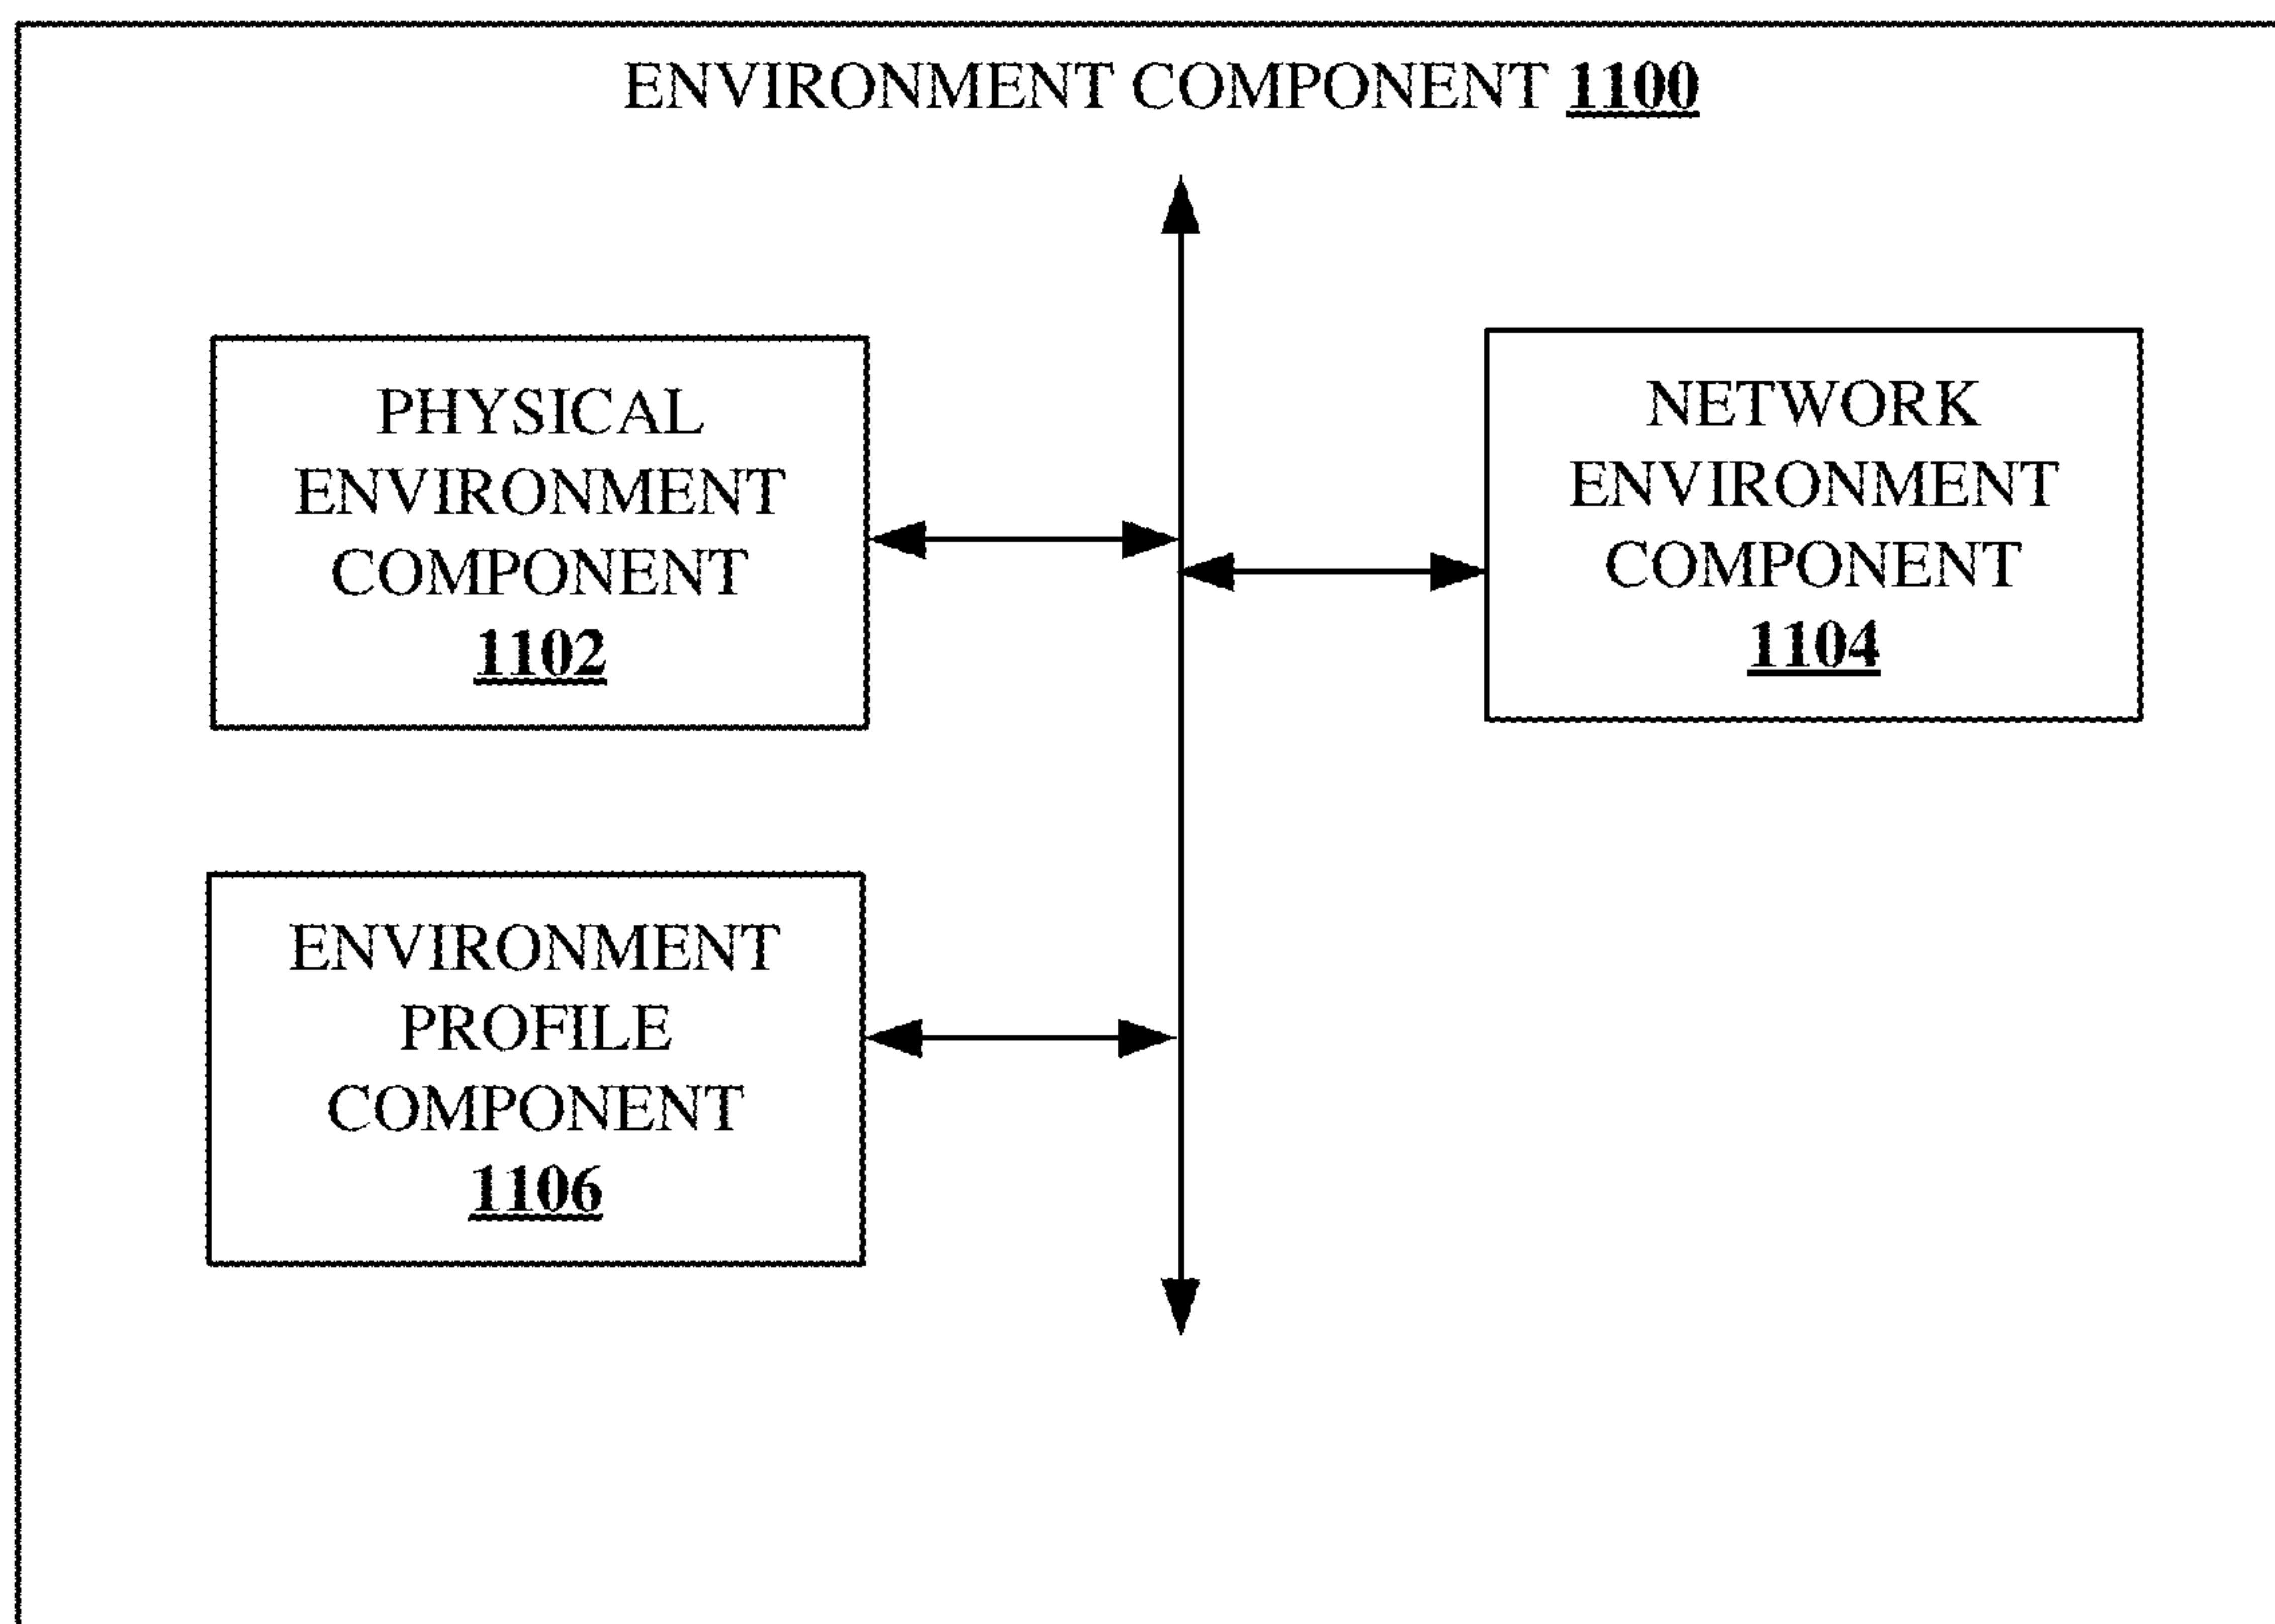 ENVIRONMENT COMPONENT 1100
PHYSICAL
ENVIRONMENT
COMPONENT
1102
NETWORK
ENVIRONMENT
COMPONENT
1104
ENVIRONMENT
PROFILE
COMPONENT
1106